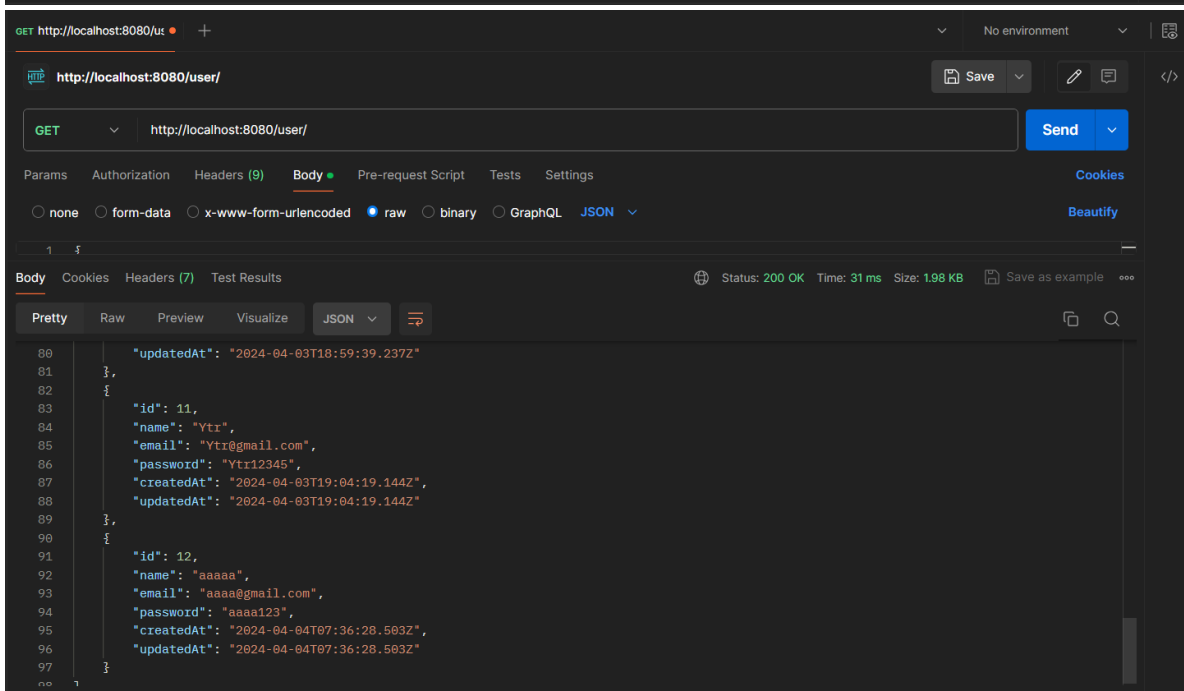 GET http://localhost:8080/us
No environment
HTTP http://localhost:8080/user/
Save
</>
GET http://localhost:8080/user/
Send
Params Authorization Headers (9) Body Pre-request Script Tests Settings Cookies
none form-data x-www-form-urlencoded raw binary GraphQL JSON Beautify
1 {
Body Cookies Headers (7) Test Results Status: 200 OK Time: 31 ms Size: 1.98 KB Save as example
Pretty Raw Preview Visualize JSON
80 "updatedAt": "2024-04-03T18:59:39.237Z"
81 },
82 {
83 "id": 11,
84 "name": "Ytr",
85 "email": "Ytr@gmail.com",
86 "password": "Ytr12345",
87 "createdAt": "2024-04-03T19:04:19.144Z",
88 "updatedAt": "2024-04-03T19:04:19.144Z"
89 },
90 {
91 "id": 12,
92 "name": "aaaaa",
93 "email": "aaaa@gmail.com",
94 "password": "aaaa123",
95 "createdAt": "2024-04-04T07:36:28.503Z",
96 "updatedAt": "2024-04-04T07:36:28.503Z"
97 }
98 ]